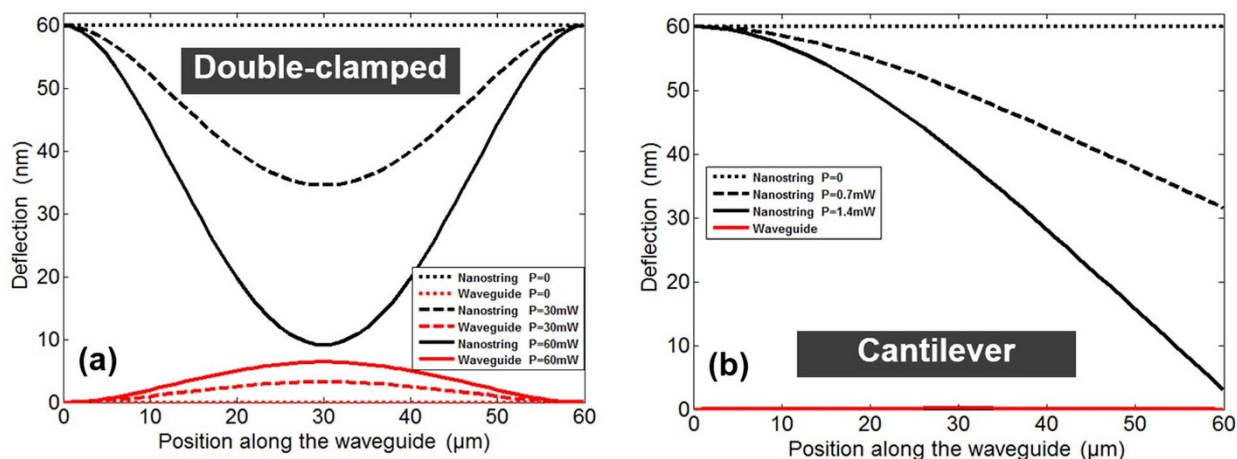 60
50
40
30
20
10
0
Deflection (nm)
Double-clamped
Nanostring P=0
Waveguide P=0
Nanostring P=30mW
Waveguide P=30mW
Nanostring P=60mW
Waveguide P=60mW
(a)
0 10 20 30 40 50 60
Position along the waveguide (µm)
60
50
40
30
20
10
0
Deflection (nm)
Nanostring P=0
Nanostring P=0.7mW
Nanostring P=1.4mW
Waveguide
Cantilever
(b)
0 10 20 30 40 50 60
Position along the waveguide (µm)